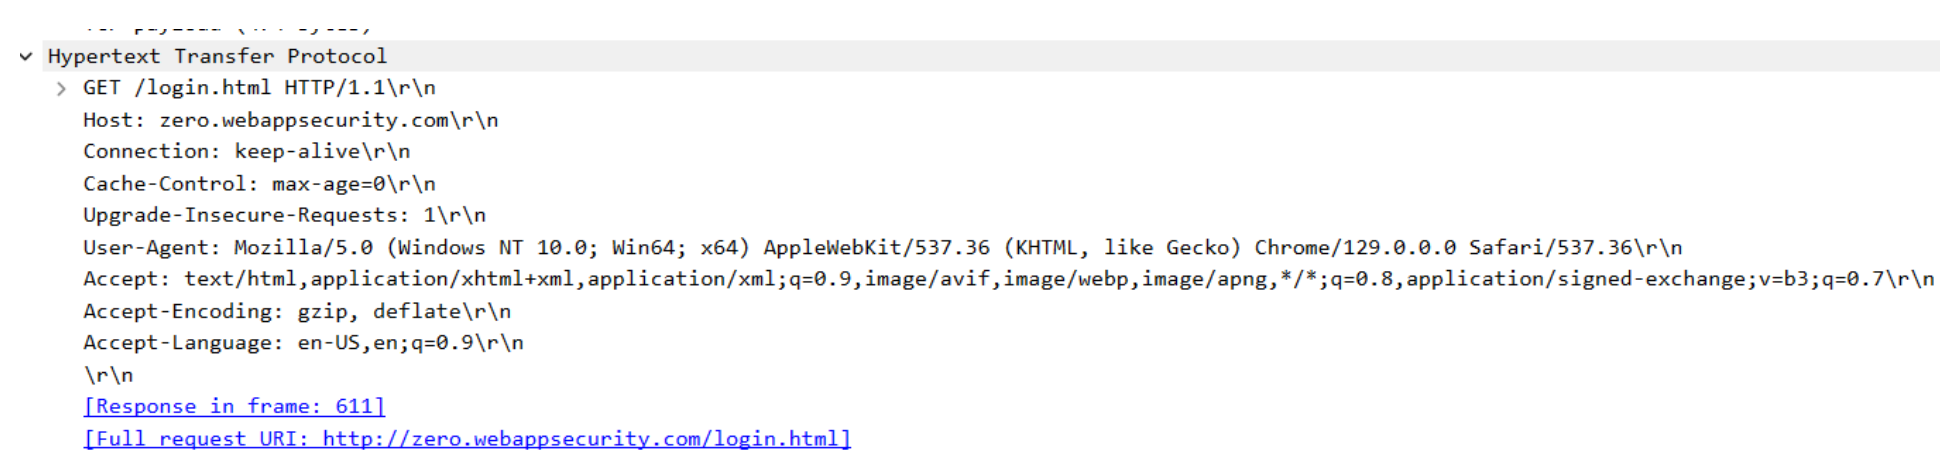 Hypertext Transfer Protocol
GET /login.html HTTP/1.1\r\n
Host: zero.webappsecurity.com\r\n
Connection: keep-alive\r\n
Cache-Control: max-age=0\r\n
Upgrade-Insecure-Requests: 1\r\n
User-Agent: Mozilla/5.0 (Windows NT 10.0; Win64; x64) AppleWebKit/537.36 (KHTML, like Gecko) Chrome/129.0.0.0 Safari/537.36\r\n
Accept: text/html,application/xhtml+xml,application/xml;q=0.9,image/avif,image/webp,image/apng,*/*;q=0.8,application/signed-exchange;v=b3;q=0.7\r\n
Accept-Encoding: gzip, deflate\r\n
Accept-Language: en-US,en;q=0.9\r\n
\r\n
[Response in frame: 611]
[Full request URI: http://zero.webappsecurity.com/login.html]